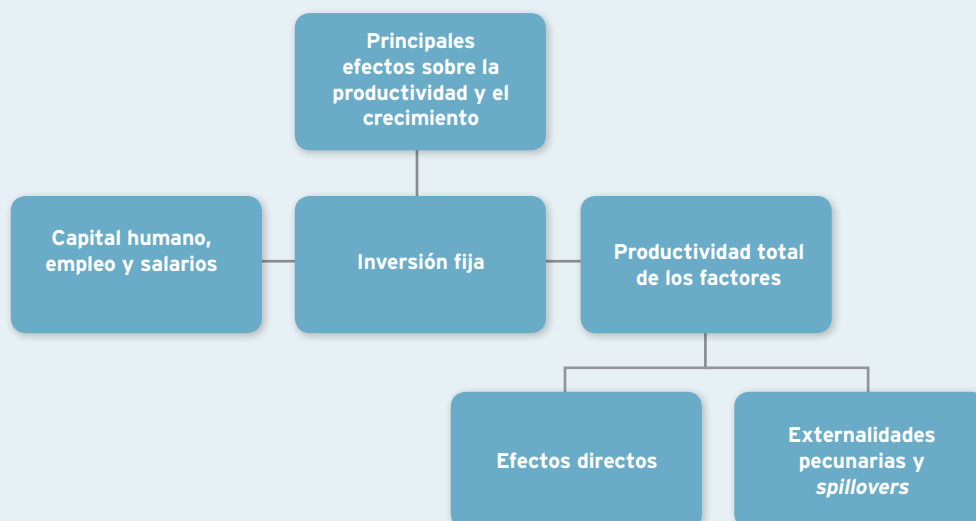 Principales
efectos sobre la
productividad y el
crecimiento
Capital humano,
empleo y salarios
Inversión fija
Productividad total
de los factores
Efectos directos
Externalidades
pecunarias y
spillovers